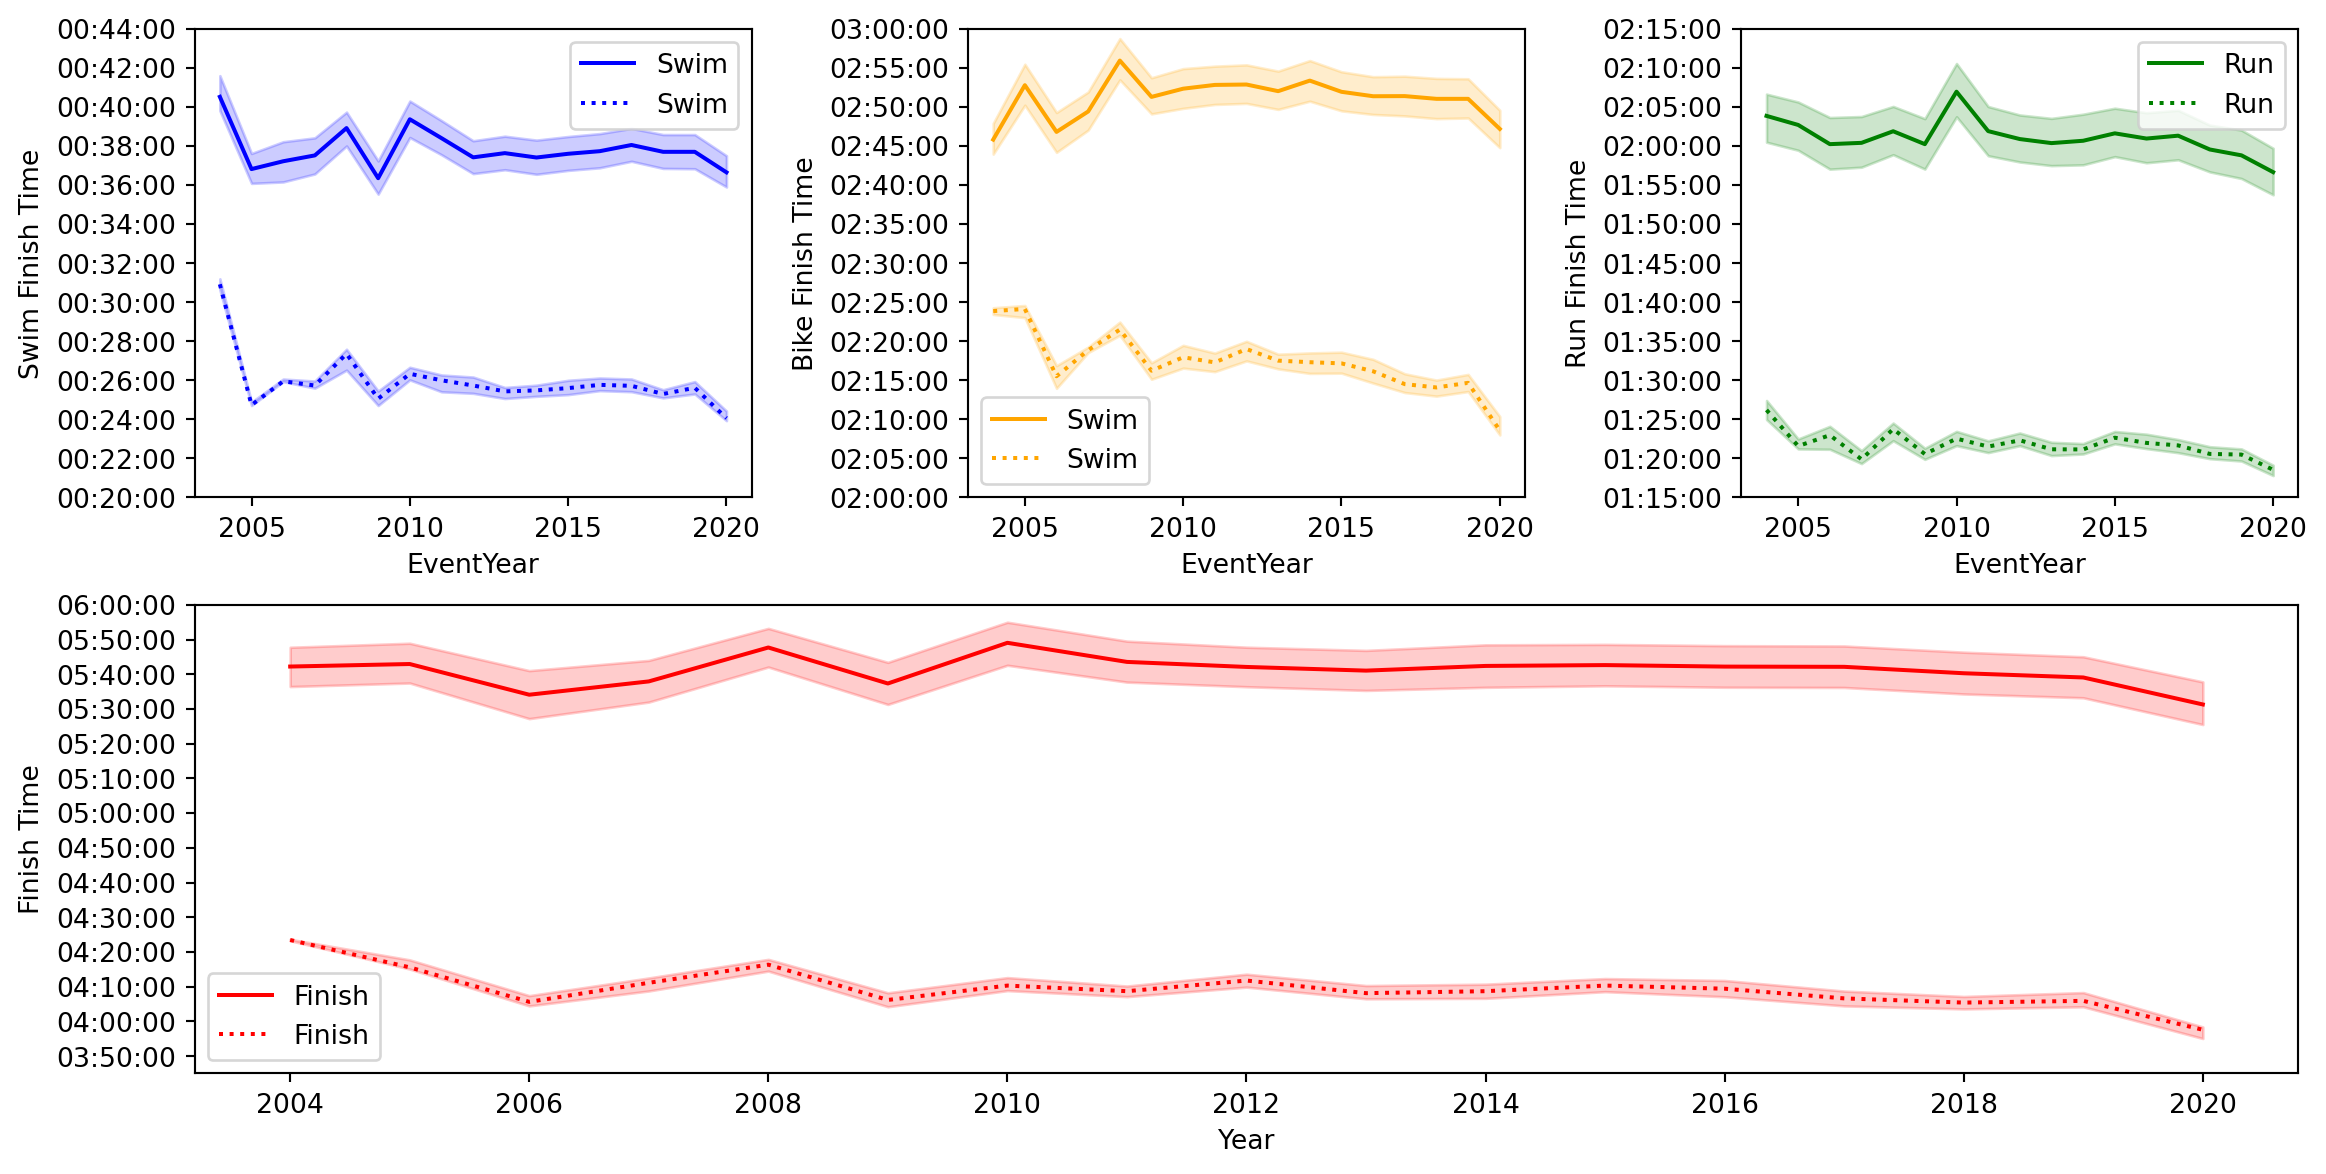 00:44:00
00:42:00
00:40:00
00:38:00
00:36:00
00:34:00
00:32:00
00:30:00
00:28:00
00:26:00
00:24:00
00:22:00
00:20:00
Swim Finish Time
Swim
Swim
2005 2010 2015 2020
EventYear
03:00:00
02:55:00
02:50:00
02:45:00
02:40:00
02:35:00
02:30:00
02:25:00
02:20:00
02:15:00
02:10:00
02:05:00
02:00:00
Bike Finish Time
Swim
Swim
2005 2010 2015 2020
EventYear
02:15:00
02:10:00
02:05:00
02:00:00
01:55:00
01:50:00
01:45:00
01:40:00
01:35:00
01:30:00
01:25:00
01:20:00
01:15:00
Run Finish Time
Run
Run
2005 2010 2015 2020
EventYear
06:00:00
05:50:00
05:40:00
05:30:00
05:20:00
05:10:00
05:00:00
04:50:00
04:40:00
04:30:00
04:20:00
04:10:00
04:00:00
03:50:00
Finish Time
Finish
Finish
2004 2006 2008 2010 2012 2014 2016 2018 2020
Year